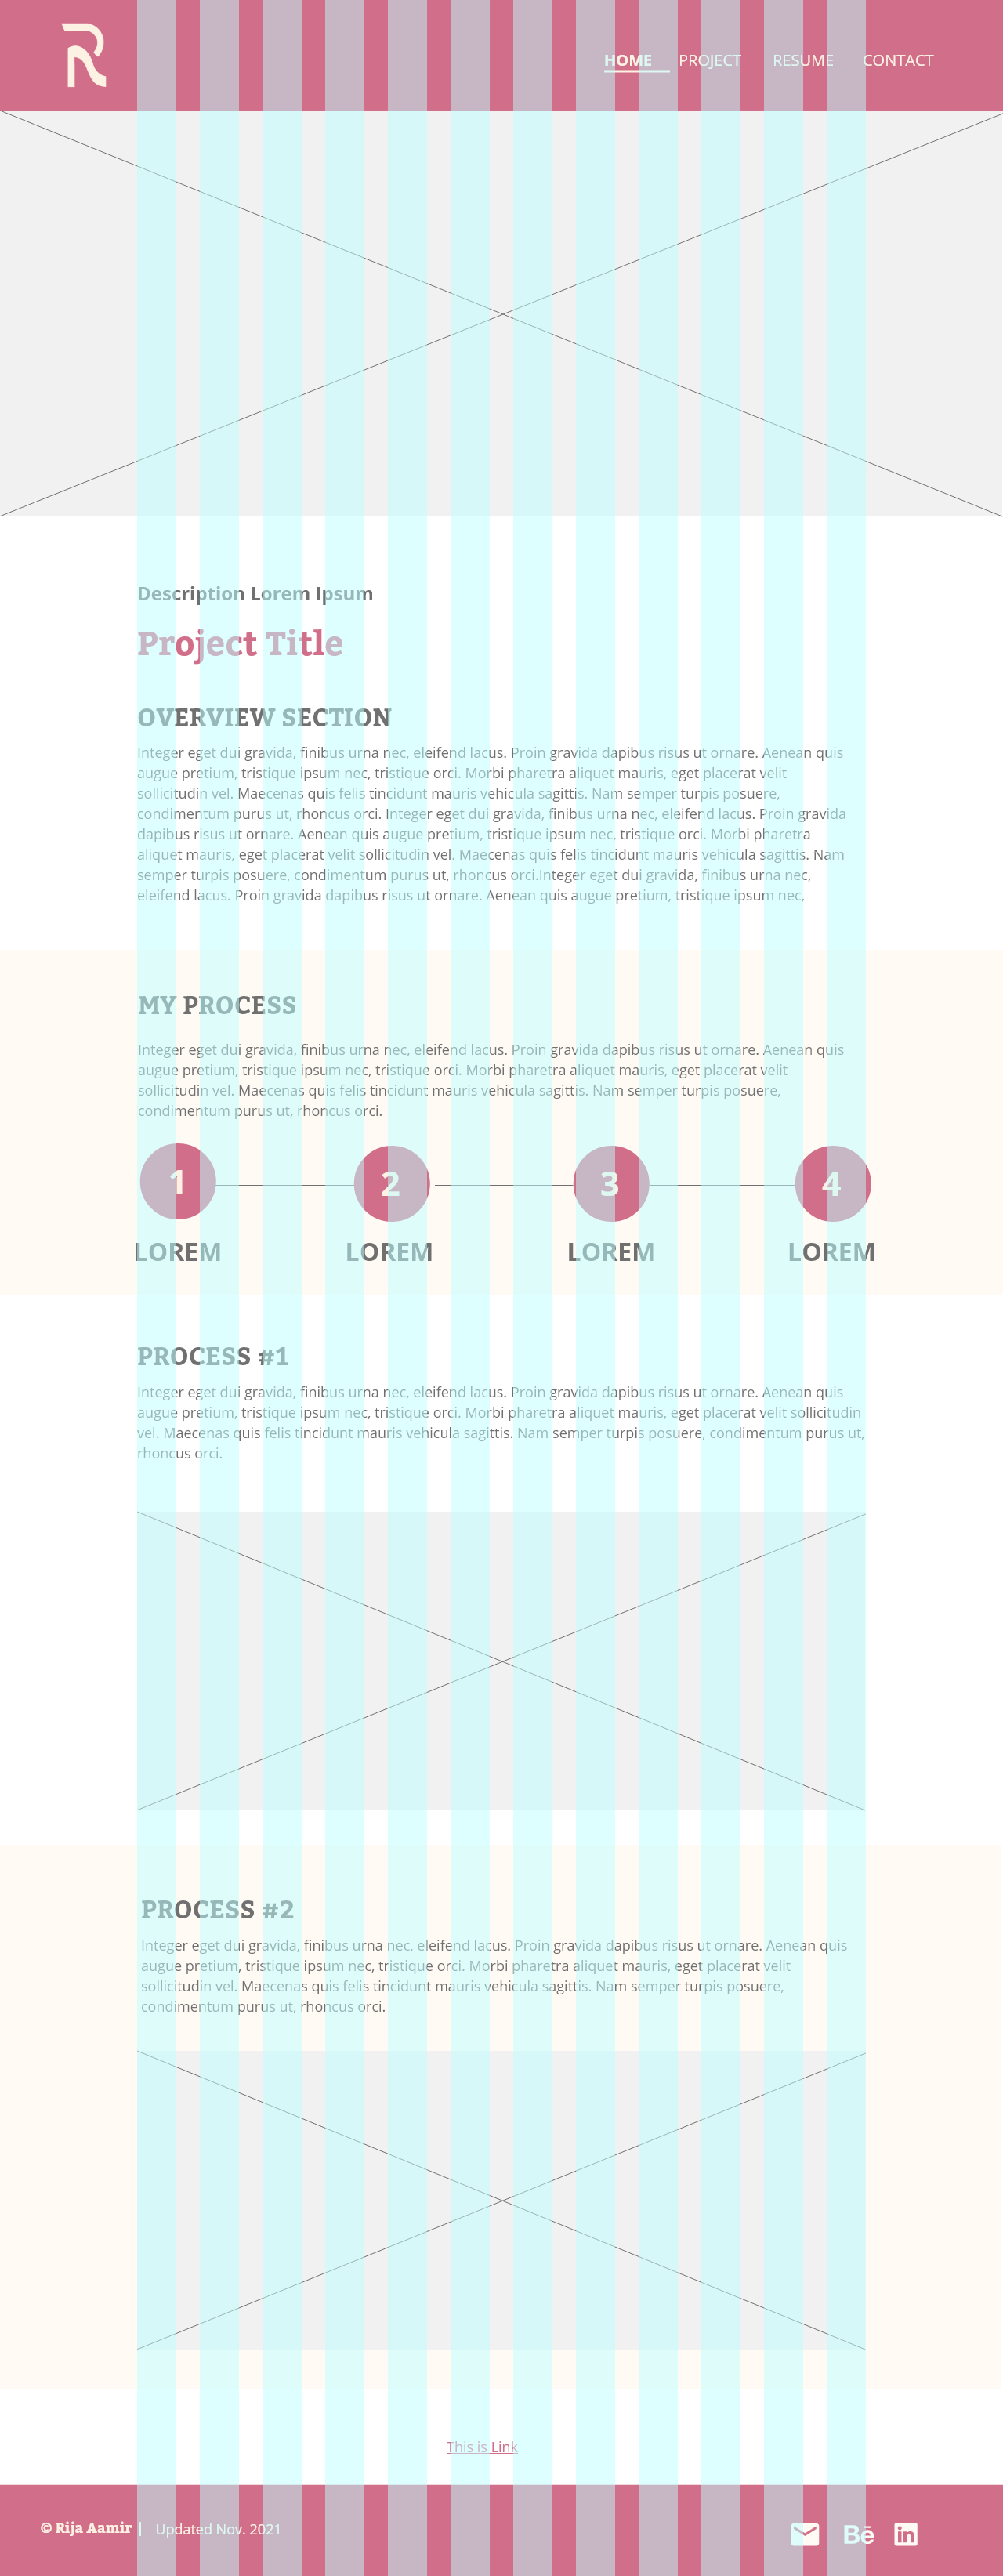 R
HOME PROJECT RESUME CONTACT
Description Lorem Ipsum
Project Title
OVERVIEW SECTION
Integer eget dui gravida, finibus urna nec, eleifend lacus. Proin gravida dapibus risus ut ornare. Aenean quis
augue pretium, tristique ipsum nec, tristique orci. Morbi pharetra aliquet mauris, eget placerat velit
sollicitudin vel. Maecenas quis felis tincidunt mauris vehicula sagittis. Nam semper turpis posuere,
condimentum purus ut, rhoncus orci. Integer eget dui gravida, finibus urna nec, eleifend lacus. Proin gravida
dapibus risus ut ornare. Aenean quis augue pretium, tristique ipsum nec, tristique orci. Morbi pharetra
aliquet mauris, eget placerat velit sollicitudin vel. Maecenas quis felis tincidunt mauris vehicula sagittis. Nam
semper turpis posuere, condimentum purus ut, rhoncus orci.Integer eget dui gravida, finibus urna nec,
eleifend lacus. Proin gravida dapibus risus ut ornare. Aenean quis augue pretium, tristique ipsum nec,
MY PROCESS
Integer eget dui gravida, finibus urna nec, eleifend lacus. Proin gravida dapibus risus ut ornare. Aenean quis
augue pretium, tristique ipsum nec, tristique orci. Morbi pharetra aliquet mauris, eget placerat velit
sollicitudin vel. Maecenas quis felis tincidunt mauris vehicula sagittis. Nam semper turpis posuere,
condimentum purus ut, rhoncus orci.
1 2 3 4
LOREM LOREM LOREM LOREM
PROCESS #1
Integer eget dui gravida, finibus urna nec, eleifend lacus. Proin gravida dapibus risus ut ornare. Aenean quis
augue pretium, tristique ipsum nec, tristique orci. Morbi pharetra aliquet mauris, eget placerat velit sollicitudin
vel. Maecenas quis felis tincidunt mauris vehicula sagittis. Nam semper turpis posuere, condimentum purus ut,
rhoncus orci.
PROCESS #2
Integer eget dui gravida, finibus urna nec, eleifend lacus. Proin gravida dapibus risus ut ornare. Aenean quis
augue pretium, tristique ipsum nec, tristique orci. Morbi pharetra aliquet mauris, eget placerat velit
sollicitudin vel. Maecenas quis felis tincidunt mauris vehicula sagittis. Nam semper turpis posuere,
condimentum purus ut, rhoncus orci.
This is Link
© Rija Aamir | Updated Nov. 2021 Bē in